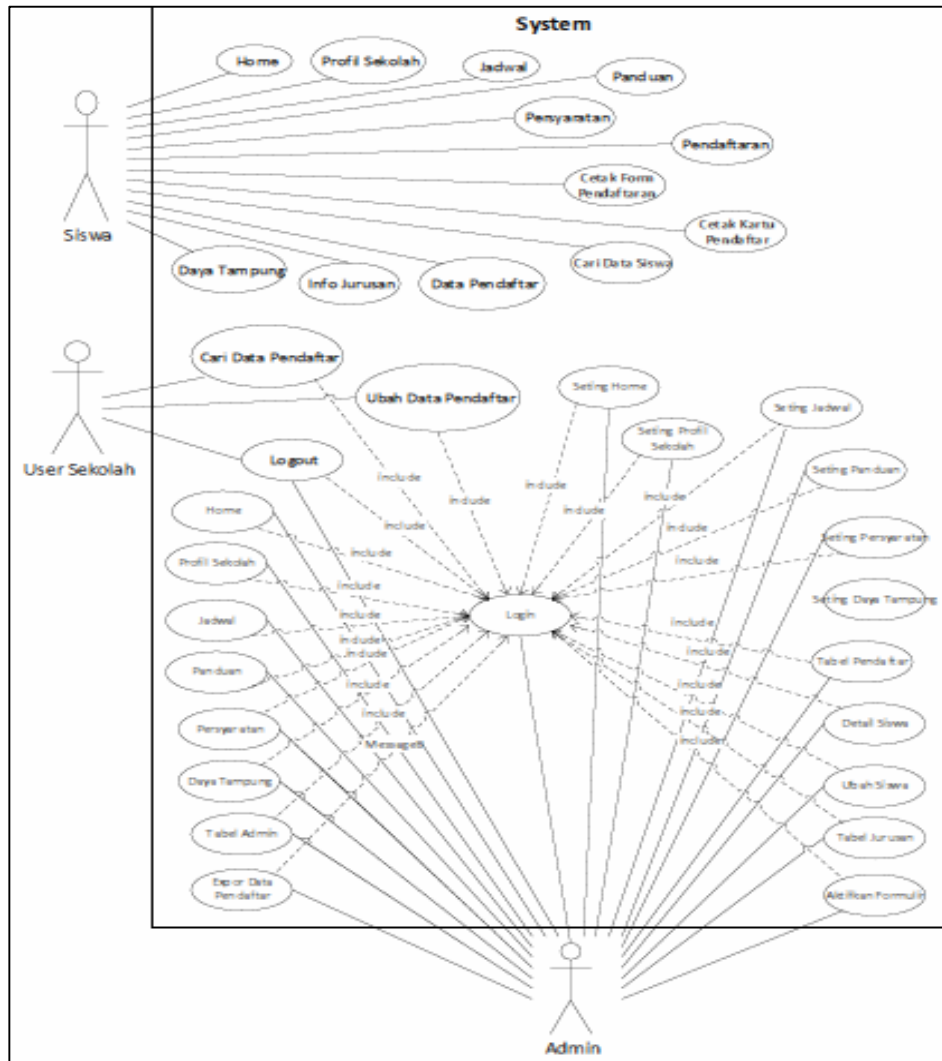 System
Home
Profil Sekolah
Jadwal
Panduan
Persyaratan
Pendaftaran
Cetak Form
Pendaftaran
Cetak Kartu
Pendaftar
Siswa
Daya Tampung
Info Jurusan
Data Pendaftar
Cari Data Siswa
Cari Data Pendaftar
Ubah Data Pendaftar
Seting Home
Seting Jadwal
Seting Profil
Sekolah
User Sekolah
Logout
Seting Panduan
include
include
include
include
include
Home
include
include
include
Seting Persyaratan
Profil Sekolah
include
include
Seting Daya Tampung
Jadwal
include
Login
include
Panduan
include
include
include
Tabel Pendaftar
include
include
Persyaratan
include
include
Detail Siswa
Message8
include
Daya Tampung
Ubah Siswa
Tabel Admin
Tabel Jurusan
Expor Data
Pendaftar
Aktifkan Formulir
Admin